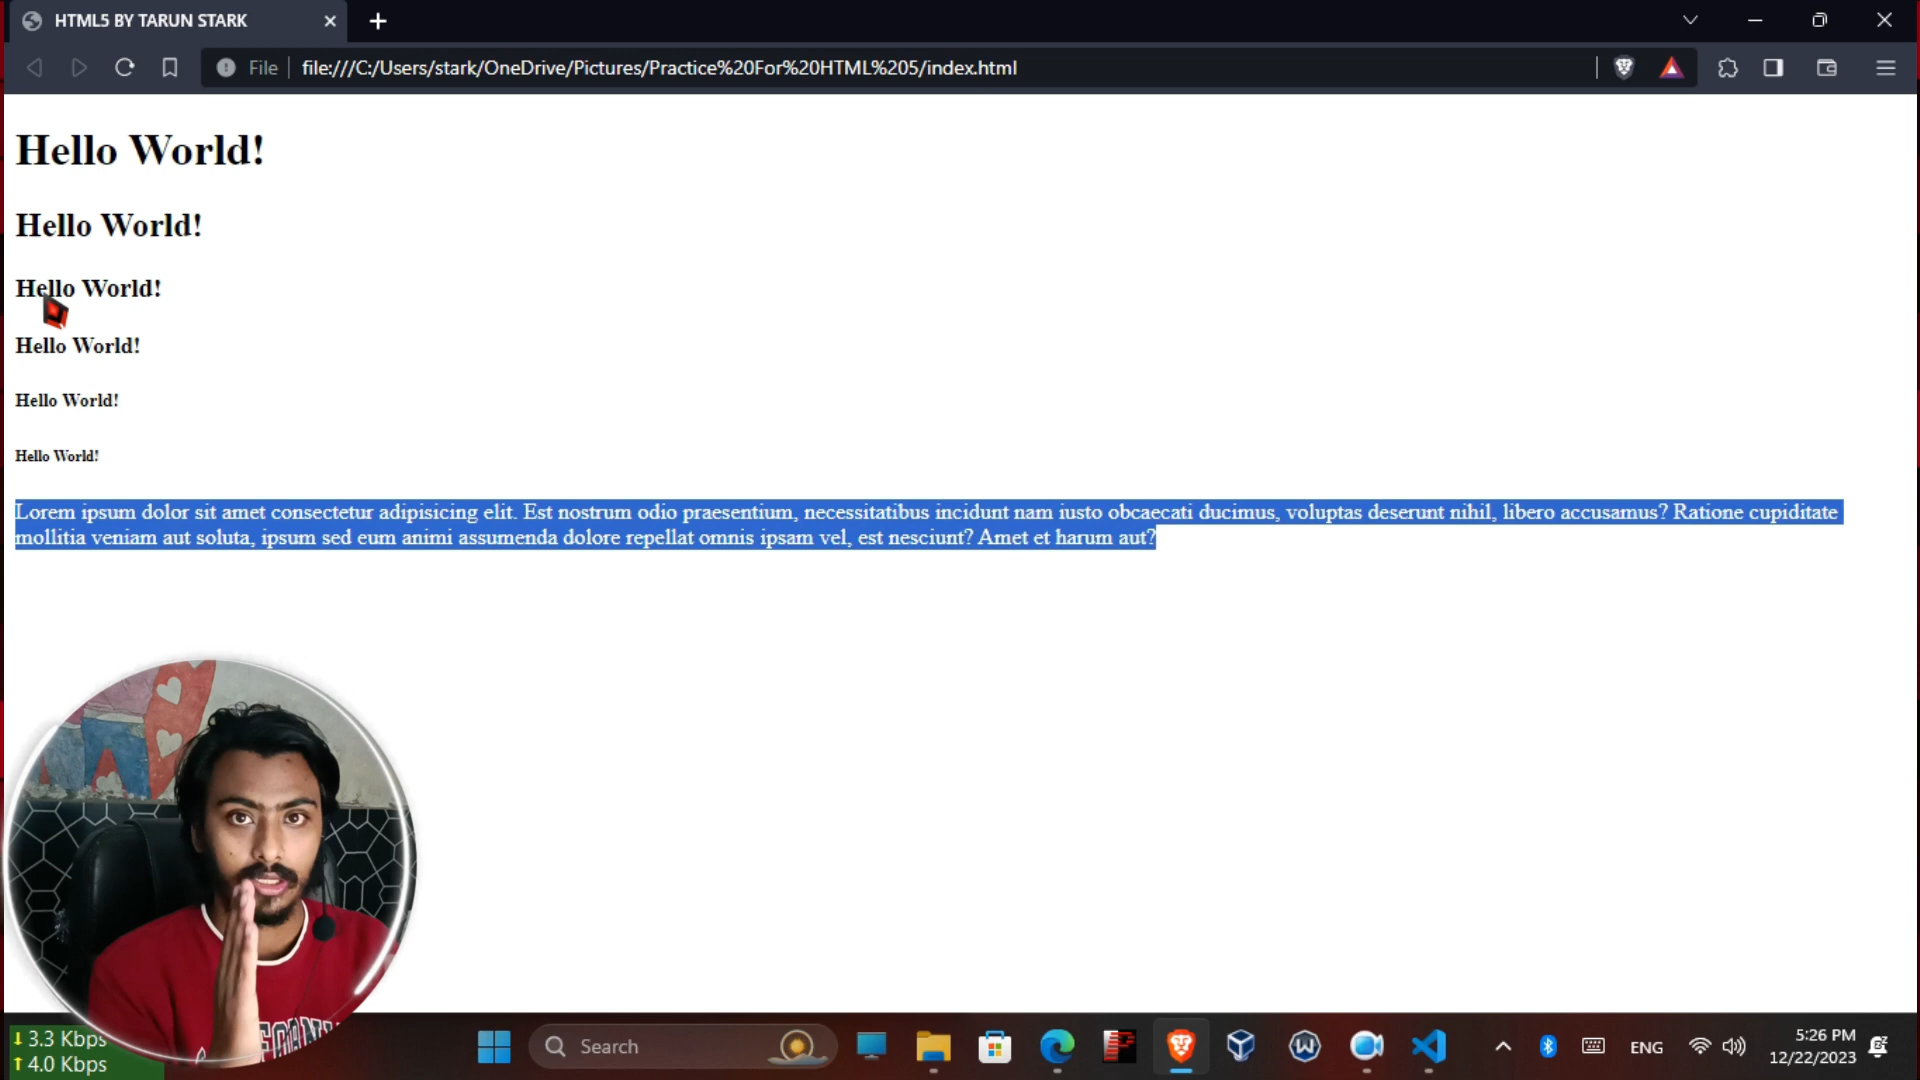 HTML5 BY TARUN STARK
File
file:///C:/Users/stark/OneDrive/Pictures/Practice%20For%20HTML%205/index.html
Hello World!
Hello World!
Hello World!
Hello World!
Hello World!
Hello World!
Lorem ipsum dolor sit amet consectetur adipisicing elit. Est nostrum odio praesentium, necessitatibus incidunt nam iusto obcaecati ducimus, voluptas deserunt nihil, libero accusamus? Ratione cupiditate
mollitia veniam aut soluta, ipsum sed eum animi assumenda dolore repellat omnis ipsam vel, est nesciunt? Amet et harum aut?
↓ 3.3 Kbps
↑ 4.0 Kbps
Search
ENG
5:26 PM
12/22/2023